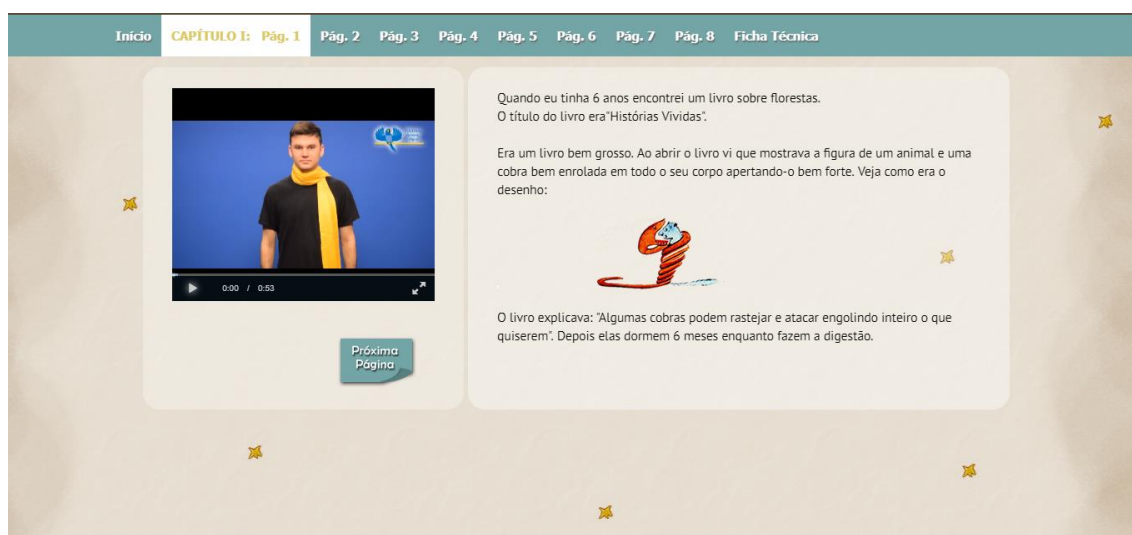 Início CAPÍTULO I: Pág. 1 Pág. 2 Pág. 3 Pág. 4 Pág. 5 Pág. 6 Pág. 7 Pág. 8 Ficha Técnica
0:00 / 0:53
Próxima
Página
Quando eu tinha 6 anos encontrei um livro sobre florestas.
O título do livro era"Histórias Vividas".
Era um livro bem grosso. Ao abrir o livro vi que mostrava a figura de um animal e uma
cobra bem enrolada em todo o seu corpo apertando-o bem forte. Veja como era o
desenho:
O livro explicava: "Algumas cobras podem rastejar e atacar engolindo inteiro o que
quiserem". Depois elas dormem 6 meses enquanto fazem a digestão.